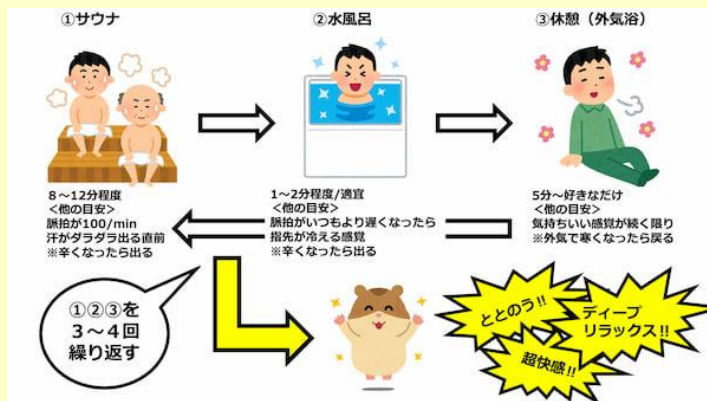 ①サウナ
②水風呂
③休憩（外気浴）
8～12分程度
＜他の目安＞
脈拍が100/min
汗がダラダラ出る直前
※辛くなったら出る
1～2分程度/適宜
＜他の目安＞
脈拍がいつもより遅くなったら
指先が冷える感覚
※辛くなったら出る
5分～好きなだけ
＜他の目安＞
気持ちいい感覚が続く限り
※外気で寒くなったら戻る
①②③を
３～４回
繰り返す
ととのう!!
ディープ
リラックス!!
超快感!!